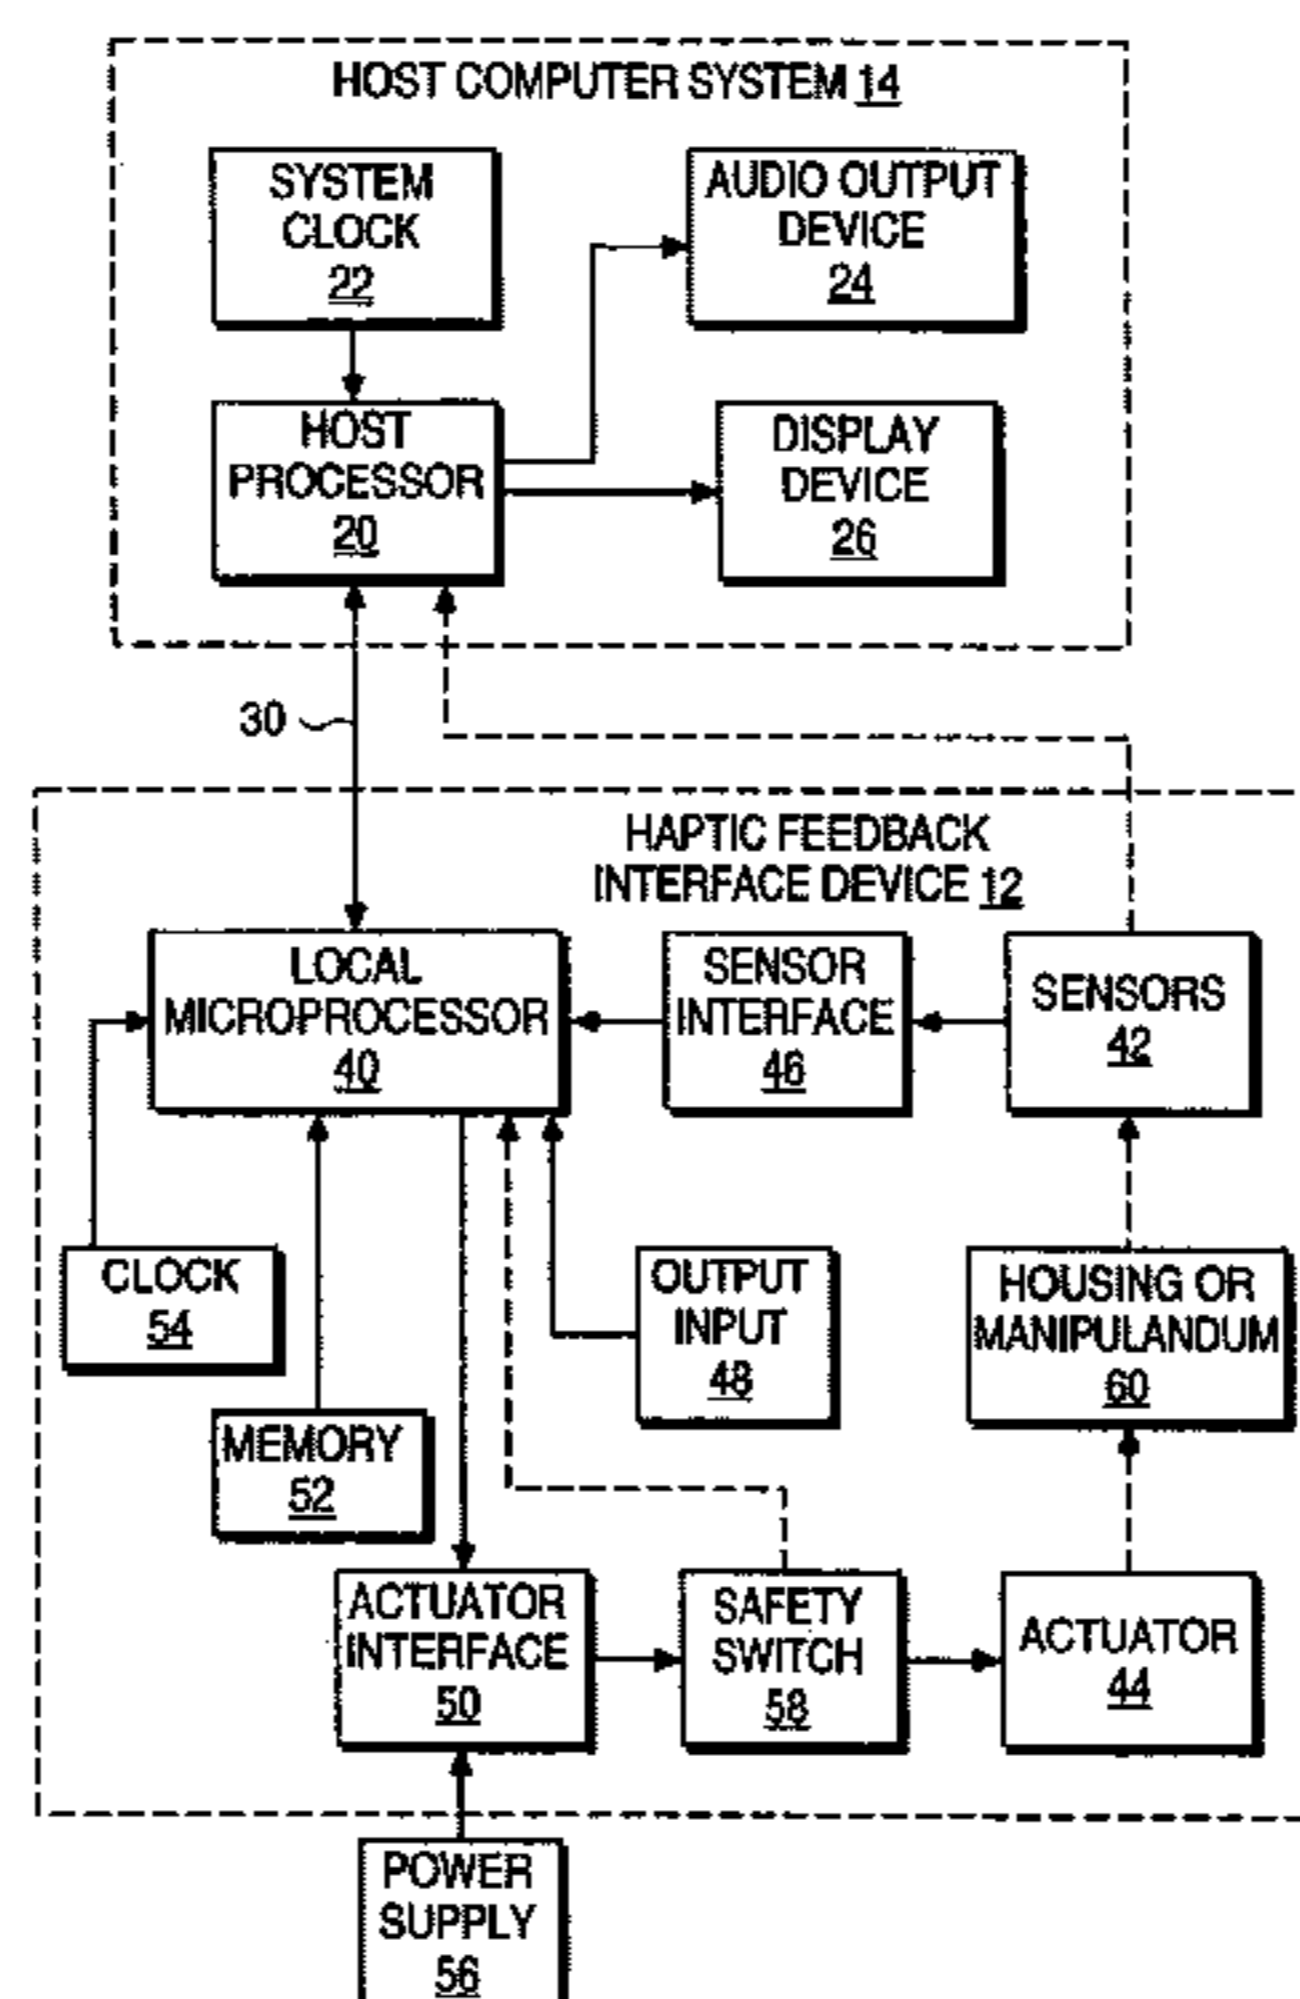 HOST COMPUTER SYSTEM 14
SYSTEM
CLOCK
22
AUDIO OUTPUT
DEVICE
24
HOST
PROCESSOR
20
DISPLAY
DEVICE
26
30
HAPTIC FEEDBACK
INTERFACE DEVICE 12
LOCAL
MICROPROCESSOR
40
SENSOR
INTERFACE
46
SENSORS
42
CLOCK
54
OUTPUT
INPUT
48
HOUSING OR
MANIPULANDUM
60
MEMORY
52
ACTUATOR
INTERFACE
50
SAFETY
SWITCH
58
ACTUATOR
44
POWER
SUPPLY
56